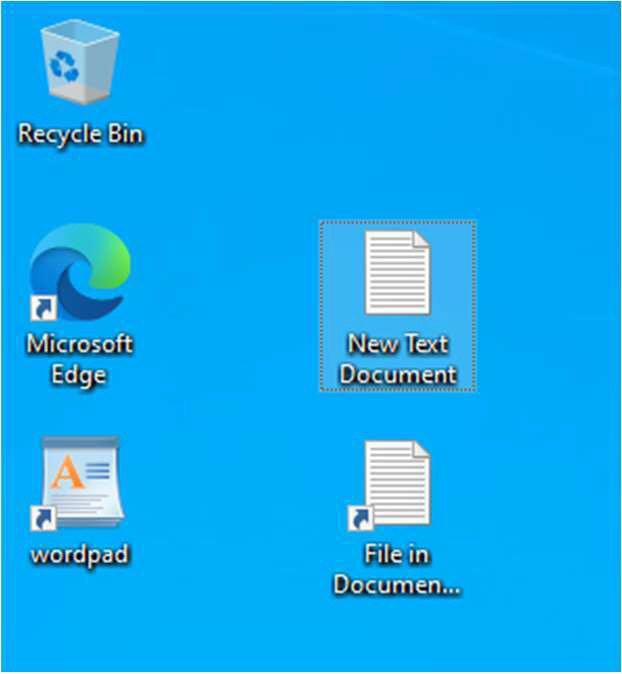 Recycle Bin
Microsoft
Edge
New Text
Document
wordpad
File in
Documen...